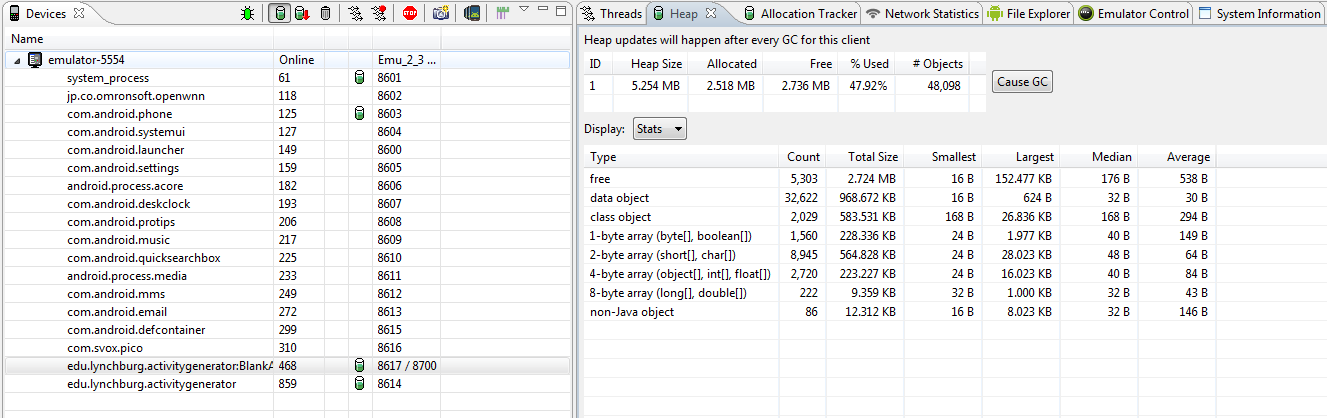 Devices
Name
emulator-5554 Online Emu_2_3 ...
system_process 61 8601
jp.co.omronsoft.openwnn 118 8602
com.android.phone 125 8603
com.android.systemui 127 8604
com.android.launcher 149 8600
com.android.settings 159 8605
android.process.acore 182 8606
com.android.deskclock 193 8607
com.android.protips 206 8608
com.android.music 217 8609
com.android.quicksearchbox 225 8610
android.process.media 233 8611
com.android.mms 249 8612
com.android.email 272 8613
com.android.defcontainer 299 8615
com.svox.pico 310 8616
edu.lynchburg.activitygenerator:BlankA 468 8617 / 8700
edu.lynchburg.activitygenerator 859 8614
Threads Heap Allocation Tracker Network Statistics File Explorer Emulator Control System Information
Heap updates will happen after every GC for this client
ID Heap Size Allocated Free % Used # Objects
1 5.254 MB 2.518 MB 2.736 MB 47.92% 48,098
Cause GC
Display: Stats
Type Count Total Size Smallest Largest Median Average
free 5,303 2.724 MB 16 B 152.477 KB 176 B 538 B
data object 32,622 968.672 KB 16 B 624 B 32 B 30 B
class object 2,029 583.531 KB 168 B 26.836 KB 168 B 294 B
1-byte array (byte[], boolean[]) 1,560 228.336 KB 24 B 1.977 KB 40 B 149 B
2-byte array (short[], char[]) 8,945 564.828 KB 24 B 28.023 KB 48 B 64 B
4-byte array (object[], int[], float[]) 2,720 223.227 KB 24 B 16.023 KB 40 B 84 B
8-byte array (long[], double[]) 222 9.359 KB 32 B 1.000 KB 32 B 43 B
non-Java object 86 12.312 KB 16 B 8.023 KB 32 B 146 B